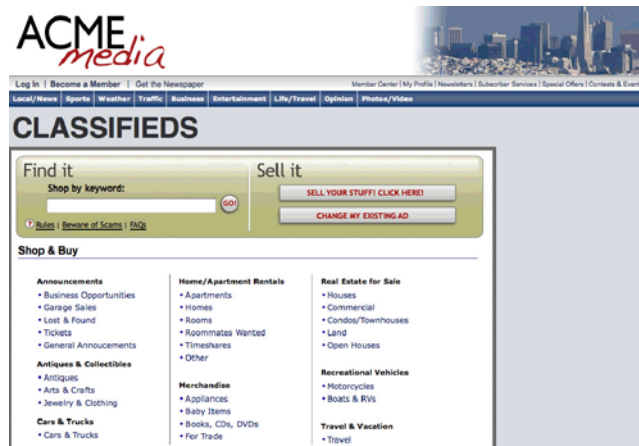 ACME
media
Log In | Become a Member | Get the Newspaper
Member Center | My Profile | Newsletters | Subscriber Services | Special Offers | Contests & Event
Local/News Sports Weather Traffic Business Entertainment Life/Travel Opinion Photos/Video
CLASSIFIEDS
Find it
Shop by keyword:
GO!
? Rules | Beware of Scams | FAQs
Sell it
SELL YOUR STUFF! CLICK HERE!
CHANGE MY EXISTING AD
Shop & Buy
Announcements
• Business Opportunities
• Garage Sales
• Lost & Found
• Tickets
• General Annoucements
Antiques & Collectibles
• Antiques
• Arts & Crafts
• Jewelry & Clothing
Cars & Trucks
• Cars & Trucks
Home/Apartment Rentals
• Apartments
• Homes
• Rooms
• Roommates Wanted
• Timeshares
• Other
Merchandise
• Appliances
• Baby Items
• Books, CDs, DVDs
• For Trade
Real Estate for Sale
• Houses
• Commercial
• Condos/Townhouses
• Land
• Open Houses
Recreational Vehicles
• Motorcycles
• Boats & RVs
Travel & Vacation
• Travel